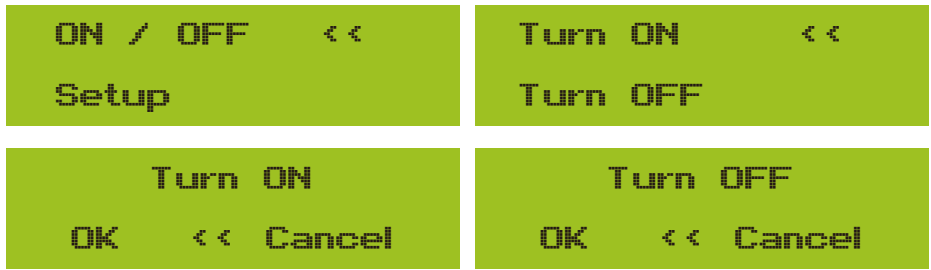 ON / OFF <<
Setup
Turn ON <<
Turn OFF
Turn ON
OK << Cancel
Turn OFF
OK << Cancel